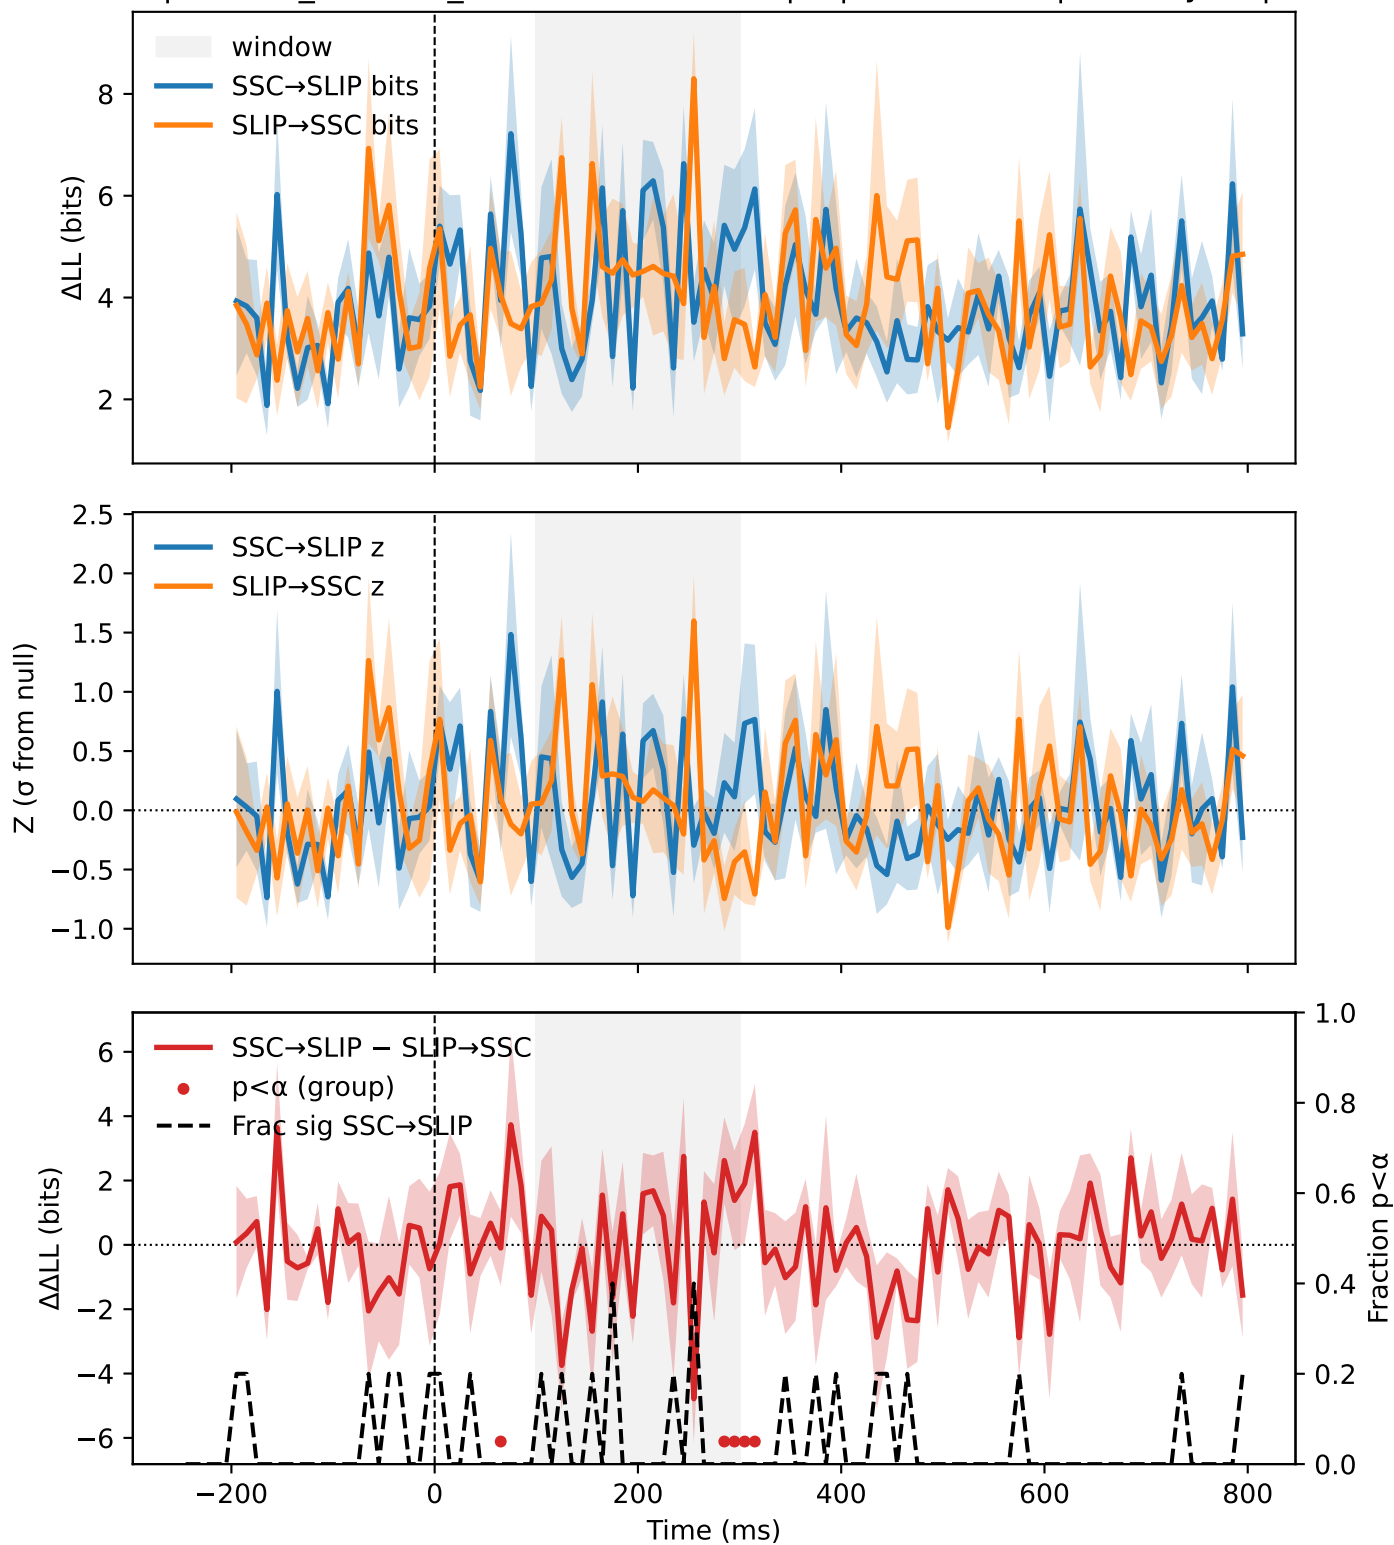 window
SSC→SLIP bits
SLIP→SSC bits
8
6
4
2
ΔLL (bits)
2.5
2.0
1.5
1.0
0.5
0.0
−0.5
−1.0
Z (σ from null)
SSC→SLIP z
SLIP→SSC z
SSC→SLIP − SLIP→SSC
p<α (group)
Frac sig SSC→SLIP
6
4
2
0
−2
−4
−6
ΔΔLL (bits)
1.0
0.8
0.6
0.4
0.2
0.0
Fraction p<α
−200
0
200
400
600
800
Time (ms)